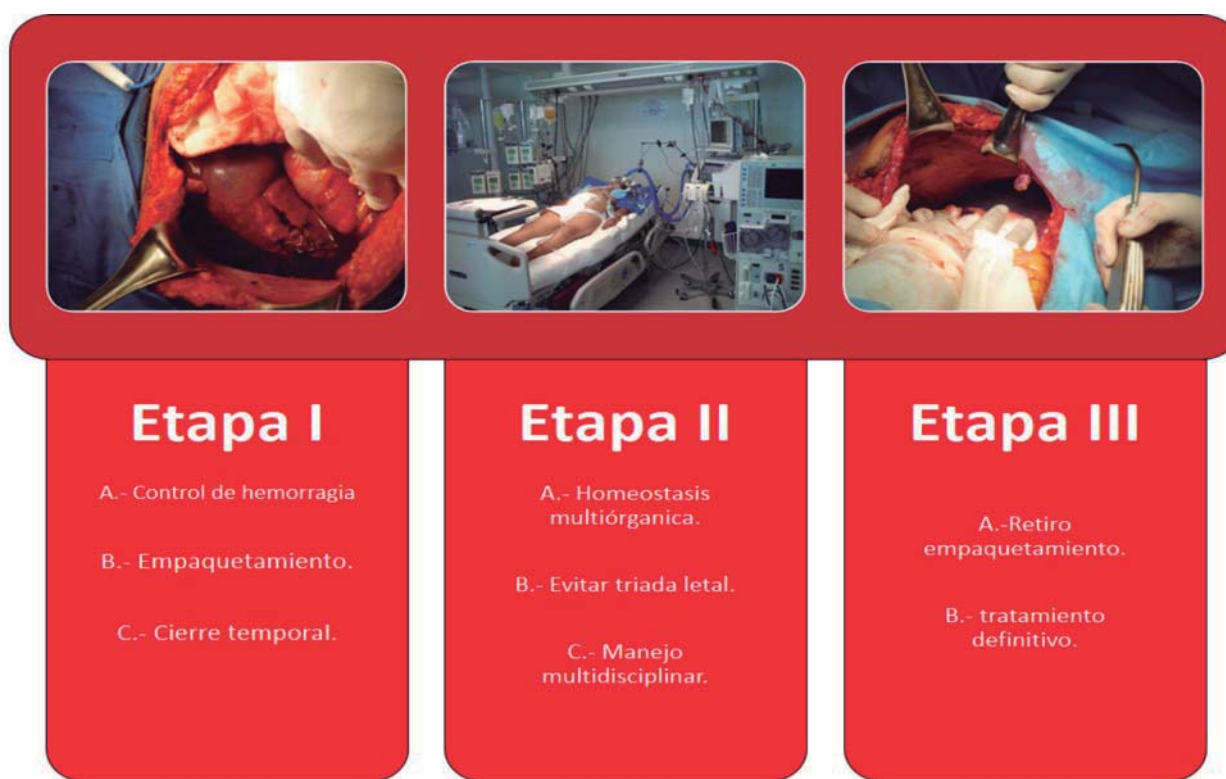 Etapa I
A.- Control de hemorragia
B.- Empaquetamiento.
C.- Cierre temporal.
Etapa II
A.- Homeostasis
multiórganica.
B.- Evitar triada letal.
C.- Manejo
multidisciplinar.
Etapa III
A.-Retiro
empaquetamiento.
B.- tratamiento
definitivo.